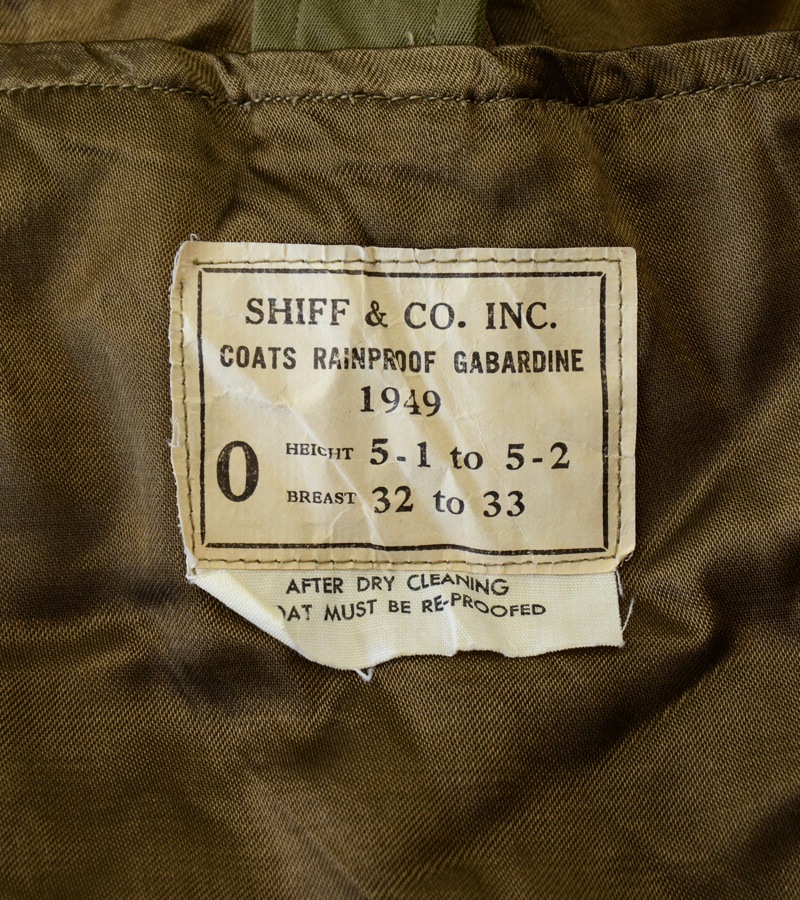 SHIFF & CO. INC.
COATS RAINPROOF GABARDINE
1949
0 HEIGHT 5-1 to 5-2
BREAST 32 to 33
AFTER DRY CLEANING
OAT MUST BE RE-PROOFED